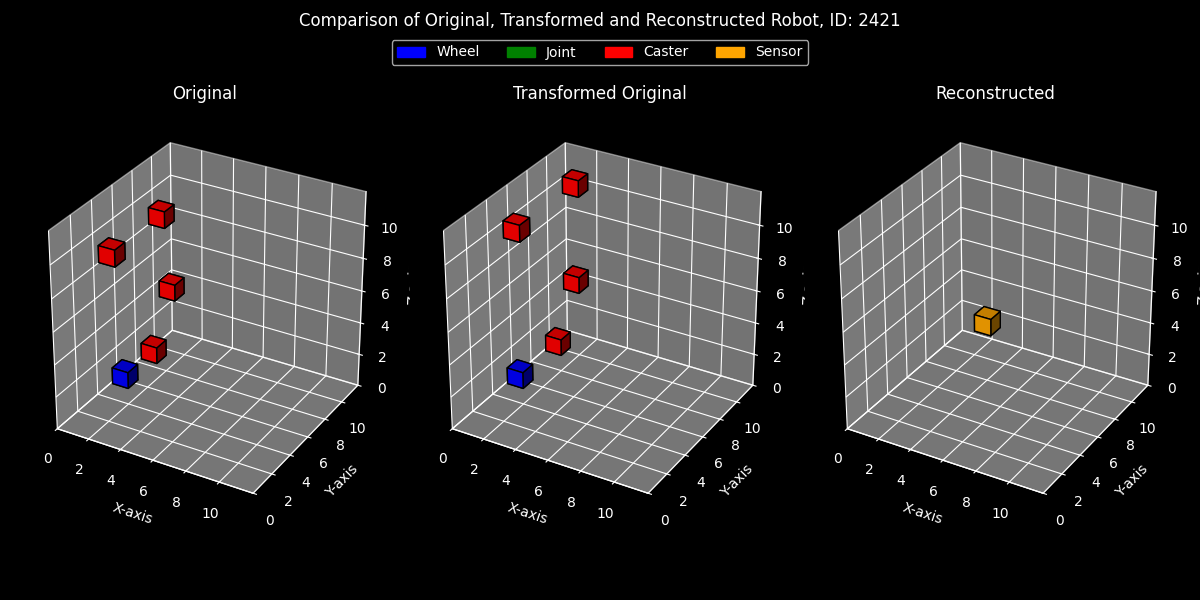 Comparison of Original, Transformed and Reconstructed Robot, ID: 2421
Wheel Joint Caster Sensor
Original
0 2 4 6 8 10
X-axis
0 2 4 6 8 10
Y-axis
0 2 4 6 8 10
Transformed Original
0 2 4 6 8 10
X-axis
0 2 4 6 8 10
Y-axis
0 2 4 6 8 10
Reconstructed
0 2 4 6 8 10
X-axis
0 2 4 6 8 10
Y-axis
0 2 4 6 8 10